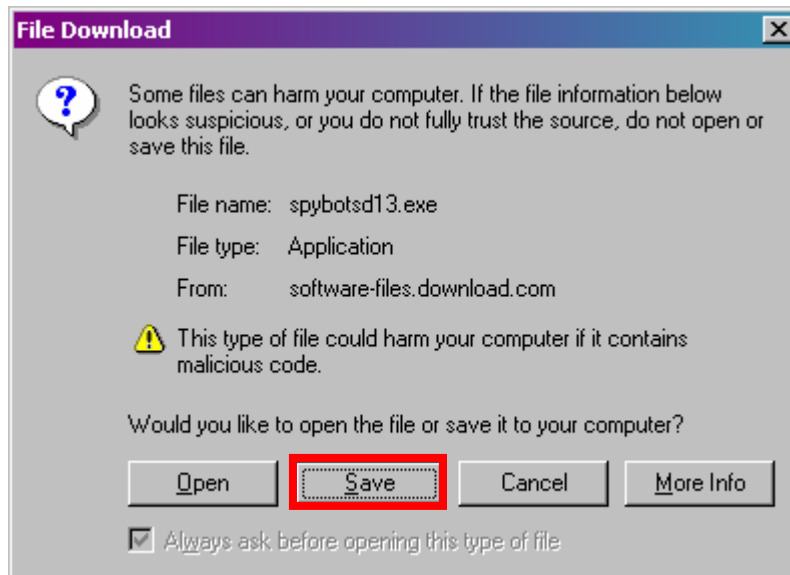 File Download
Some files can harm your computer. If the file information below
looks suspicious, or you do not fully trust the source, do not open or
save this file.
File name: spybotsd13.exe
File type: Application
From: software-files.download.com
This type of file could harm your computer if it contains
malicious code.
Would you like to open the file or save it to your computer?
Open Save Cancel More Info
Always ask before opening this type of file